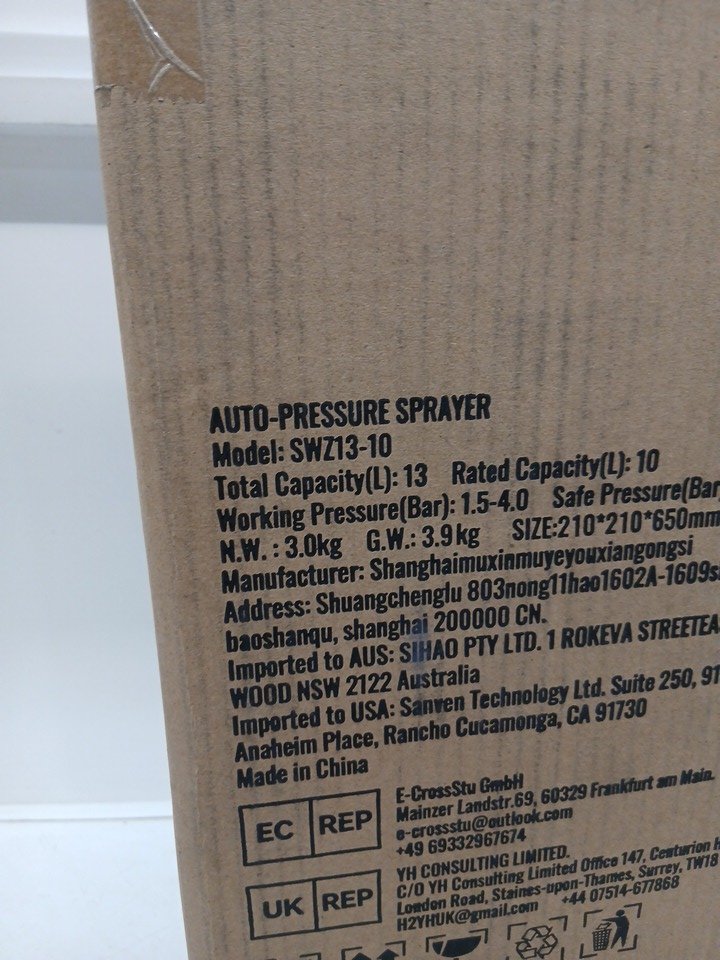 AUTO-PRESSURE SPRAYER
Model: SWZ13-10
Total Capacity(L): 13 Rated Capacity(L): 10
Working Pressure(Bar): 1.5-4.0 Safe Pressure(Bar
N.W. : 3.0kg G.W.: 3.9kg SIZE:210*210*650mm
Manufacturer: Shanghaimuxinmuyeyouxiangongsi
Address: Shuangchenglu 803nong11hao1602A-1609s
baoshanqu, shanghai 200000 CN.
Imported to AUS: SIHAO PTY LTD. 1 ROKEVA STREETEA
WOOD NSW 2122 Australia
Imported to USA: Sanven Technology Ltd. Suite 250, 91
Anaheim Place, Rancho Cucamonga, CA 91730
Made in China
EC REP
E-CrossStu GmbH
Mainzer Landstr.69, 60329 Frankfurt am Main.
e-crossstu@outlook.com
+49 69332967674
UK REP
YH CONSULTING LIMITED.
C/O YH Consulting Limited Office 147, Centurion H
London Road, Staines-upon-Thames, Surrey, TW18
H2YHUK@gmail.com +44 07514-677868